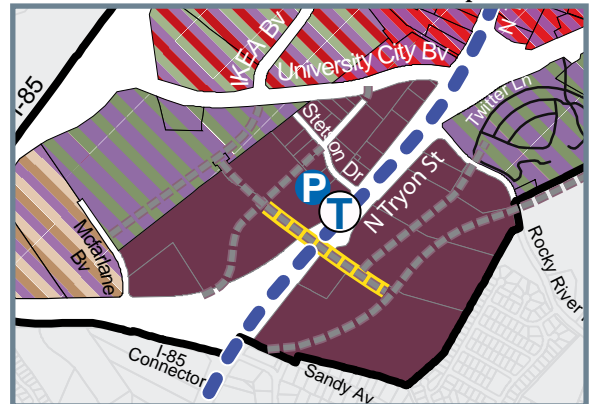 IKEA Bv
N
University City Bv
I-85
Twitter Ln
Stetson Dr
P
T
N Tryon St
Mcfarlane
Bv
Rocky River
I-85
Connector
Sandy Av